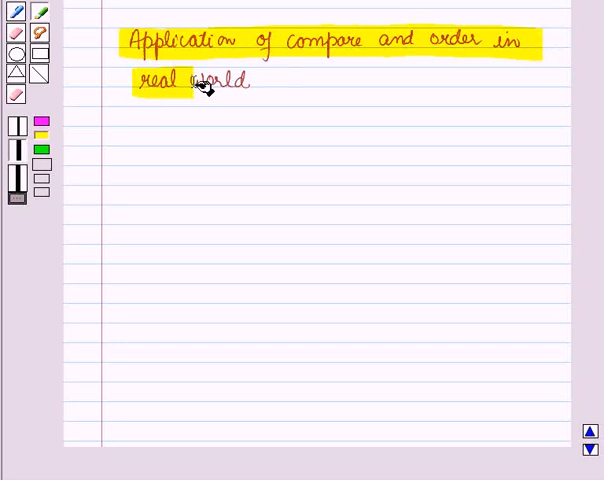 Application of compare and order in
real world